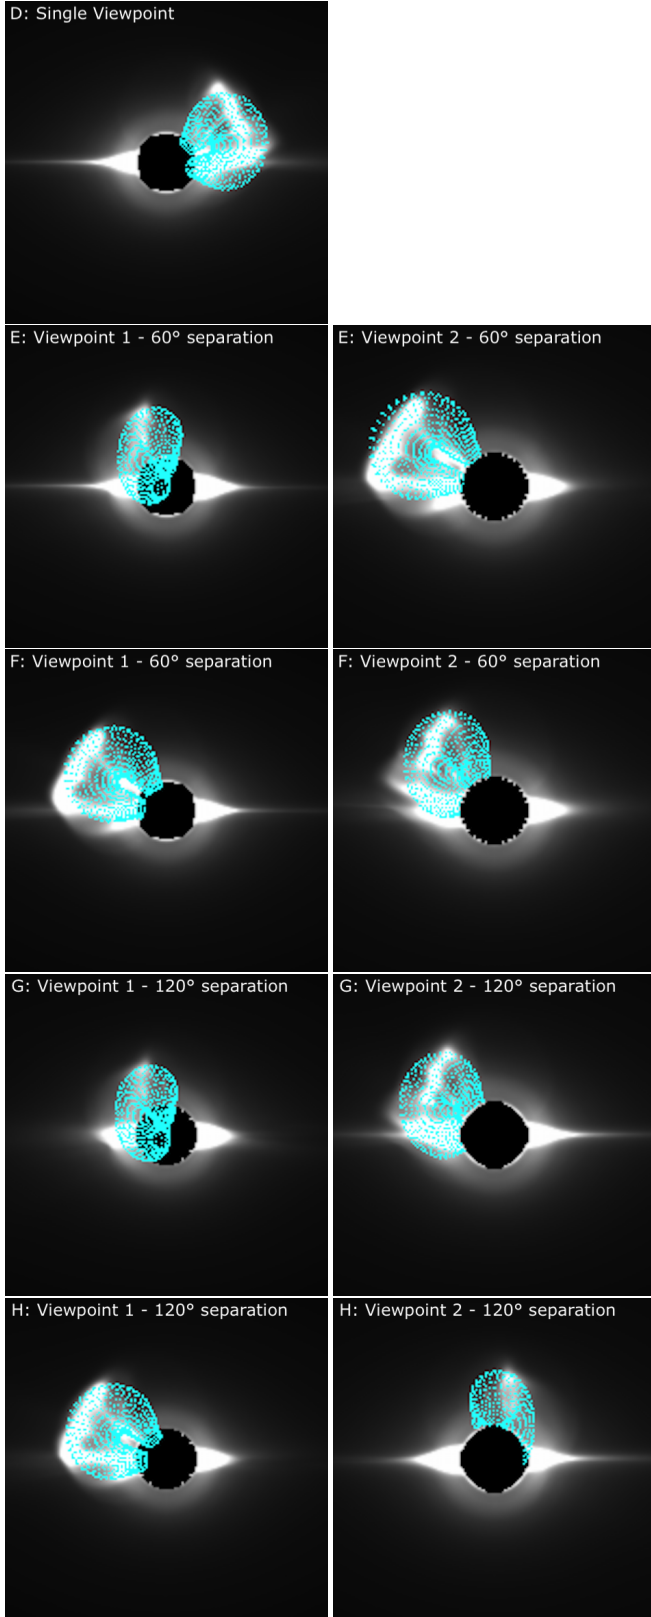 D: Single Viewpoint
E: Viewpoint 1 - 60° separation
E: Viewpoint 2 - 60° separation
F: Viewpoint 1 - 60° separation
F: Viewpoint 2 - 60° separation
G: Viewpoint 1 - 120° separation
G: Viewpoint 2 - 120° separation
H: Viewpoint 1 - 120° separation
H: Viewpoint 2 - 120° separation